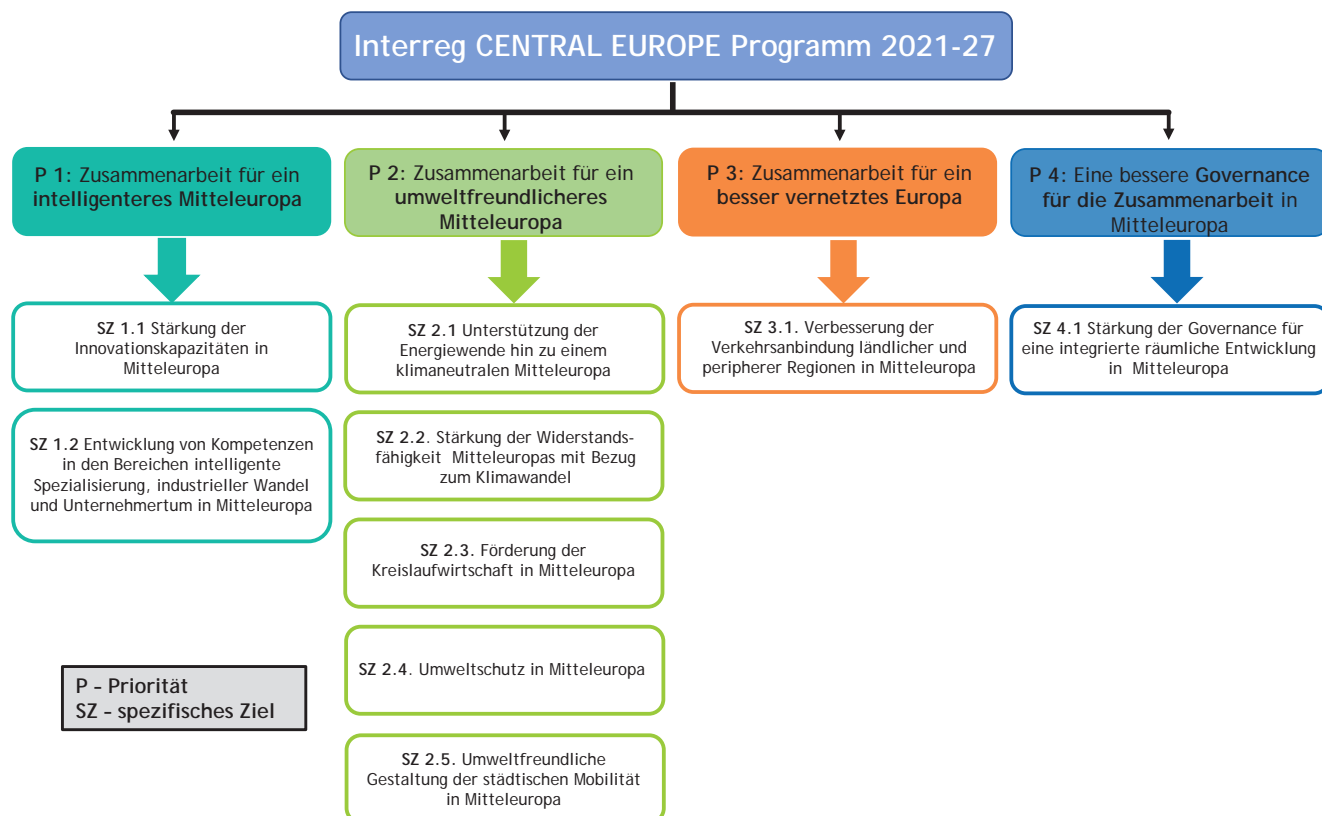 Interreg CENTRAL EUROPE Programm 2021-27
P 1: Zusammenarbeit für ein
intelligenteres Mitteleuropa
P 2: Zusammenarbeit für ein
umweltfreundlicheres
Mitteleuropa
P 3: Zusammenarbeit für ein
besser vernetztes Europa
P 4: Eine bessere Governance
für die Zusammenarbeit in
Mitteleuropa
SZ 1.1 Stärkung der
Innovationskapazitäten in
Mitteleuropa
SZ 1.2 Entwicklung von Kompetenzen
in den Bereichen intelligente
Spezialisierung, industrieller Wandel
und Unternehmertum in Mitteleuropa
SZ 2.1 Unterstützung der
Energiewende hin zu einem
klimaneutralen Mitteleuropa
SZ 2.2. Stärkung der Widerstands-
fähigkeit Mitteleuropas mit Bezug
zum Klimawandel
SZ 2.3. Förderung der
Kreislaufwirtschaft in Mitteleuropa
SZ 2.4. Umweltschutz in Mitteleuropa
SZ 2.5. Umweltfreundliche
Gestaltung der städtischen Mobilität
in Mitteleuropa
SZ 3.1. Verbesserung der
Verkehrsanbindung ländlicher und
peripherer Regionen in Mitteleuropa
SZ 4.1 Stärkung der Governance für
eine integrierte räumliche Entwicklung
in Mitteleuropa
P - Priorität
SZ - spezifisches Ziel